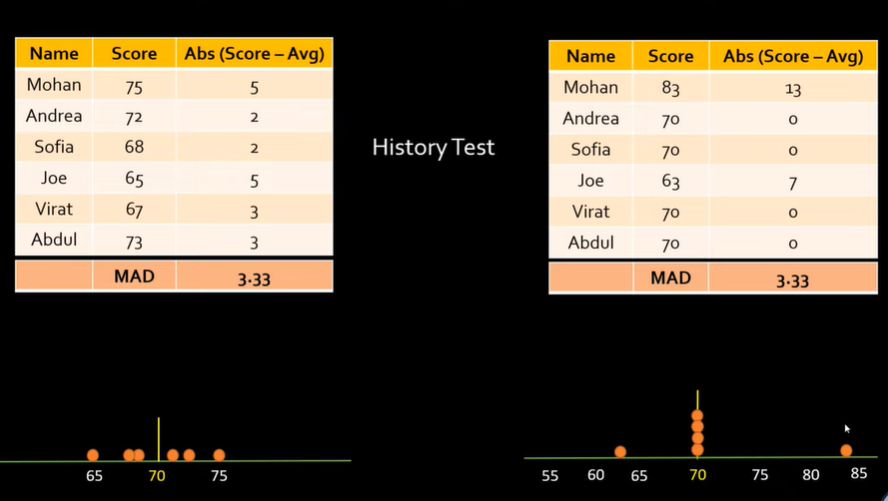 Name Score Abs (Score – Avg)
Mohan 75 5
Andrea 72 2
Sofia 68 2
Joe 65 5
Virat 67 3
Abdul 73 3
MAD 3.33
History Test
Name Score Abs (Score – Avg)
Mohan 83 13
Andrea 70 0
Sofia 70 0
Joe 63 7
Virat 70 0
Abdul 70 0
MAD 3.33
65 70 75
55 60 65 70 75 80 85